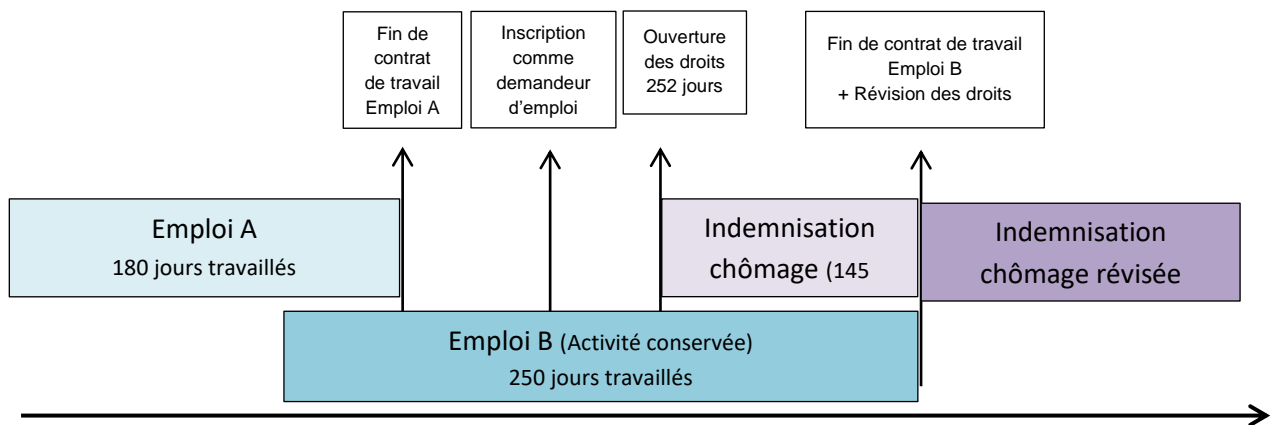 Fin de
contrat
de travail
Emploi A
Inscription
comme
demandeur
d'emploi
Ouverture
des droits
252 jours
Fin de contrat de travail
Emploi B
+ Révision des droits
Emploi A
180 jours travaillés
Indemnisation
chômage (145
Indemnisation
chômage révisée
Emploi B (Activité conservée)
250 jours travaillés